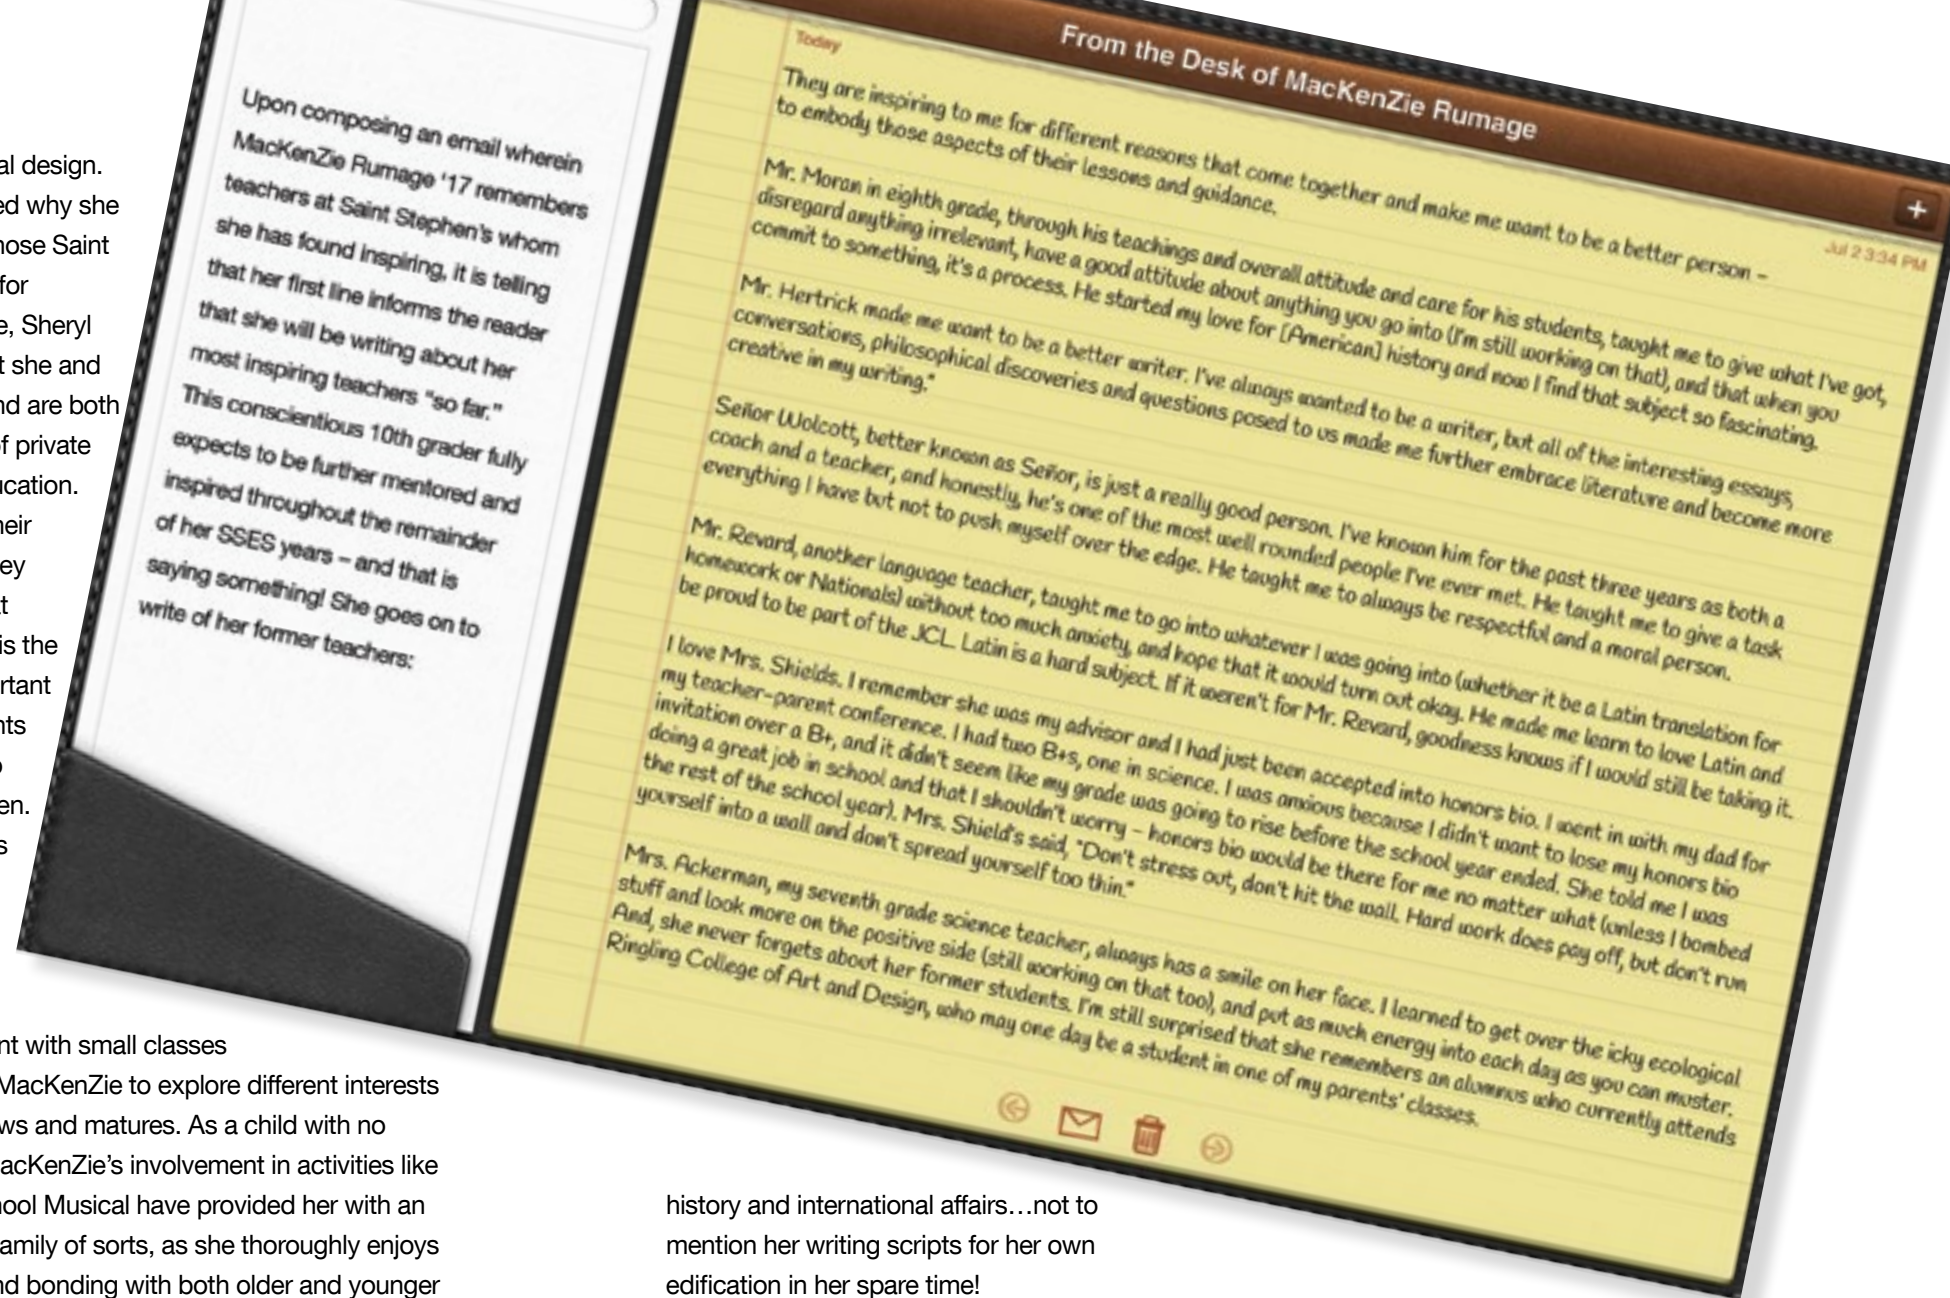 al design.
ed why she
hose Saint
for
e, Sheryl
t she and
nd are both
of private
ucation.
heir
ey
at
is the
rtant
nts
o
en.
s
nt with small classes
MacKenZie to explore different interests
ws and matures. As a child with no
acKenZie's involvement in activities like
hool Musical have provided her with an
family of sorts, as she thoroughly enjoys
nd bonding with both older and younger
Upon composing an email wherein
MacKenZie Rumage '17 remembers
teachers at Saint Stephen's whom
she has found inspiring, it is telling
that her first line informs the reader
that she will be writing about her
most inspiring teachers "so far."
This conscientious 10th grader fully
expects to be further mentored and
inspired throughout the remainder
of her SSES years – and that is
saying something! She goes on to
write of her former teachers:
From the Desk of MacKenZie Rumage
+
Today
Jul 2 3:34 PM
They are inspiring to me for different reasons that come together and make me want to be a better person –
to embody those aspects of their lessons and guidance.
Mr. Moran in eighth grade, through his teachings and overall attitude and care for his students, taught me to give what I've got,
disregard anything irrelevant, have a good attitude about anything you go into (I'm still working on that), and that when you
commit to something, it's a process. He started my love for [American] history and now I find that subject so fascinating.
Mr. Hertrick made me want to be a better writer. I've always wanted to be a writer, but all of the interesting essays,
conversations, philosophical discoveries and questions posed to us made me further embrace literature and become more
creative in my writing."
Señor Wolcott, better known as Señor, is just a really good person. I've known him for the past three years as both a
coach and a teacher, and honestly, he's one of the most well rounded people I've ever met. He taught me to give a task
everything I have but not to push myself over the edge. He taught me to always be respectful and a moral person.
Mr. Revard, another language teacher, taught me to go into whatever I was going into (whether it be a Latin translation for
homework or Nationals) without too much anxiety, and hope that it would turn out okay. He made me learn to love Latin and
be proud to be part of the JCL. Latin is a hard subject. If it weren't for Mr. Revard, goodness knows if I would still be taking it.
I love Mrs. Shields. I remember she was my advisor and I had just been accepted into honors bio. I went in with my dad for
my teacher-parent conference. I had two B+s, one in science. I was anxious because I didn't want to lose my honors bio
invitation over a B+, and it didn't seem like my grade was going to rise before the school year ended. She told me I was
doing a great job in school and that I shouldn't worry – honors bio would be there for me no matter what (unless I bombed
the rest of the school year). Mrs. Shield's said, "Don't stress out, don't hit the wall. Hard work does pay off, but don't run
yourself into a wall and don't spread yourself too thin."
Mrs. Ackerman, my seventh grade science teacher, always has a smile on her face. I learned to get over the icky ecological
stuff and look more on the positive side (still working on that too), and put as much energy into each day as you can muster.
And, she never forgets about her former students. I'm still surprised that she remembers an alumnus who currently attends
Ringling College of Art and Design, who may one day be a student in one of my parents' classes.
history and international affairs…not to
mention her writing scripts for her own
edification in her spare time!